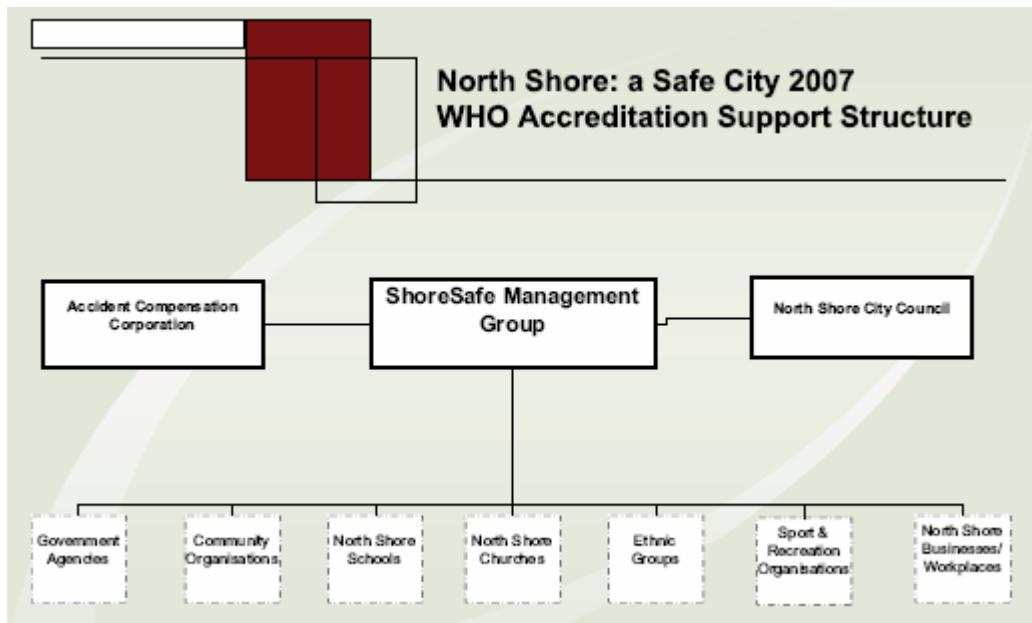 North Shore: a Safe City 2007
WHO Accreditation Support Structure
Accident Compensation
Corporation
ShoreSafe Management
Group
North Shore City Council
Government
Agencies
Community
Organisations
North Shore
Schools
North Shore
Churches
Ethnic
Groups
Sport &
Recreation
Organisations
North Shore
Businesses/
Workplaces